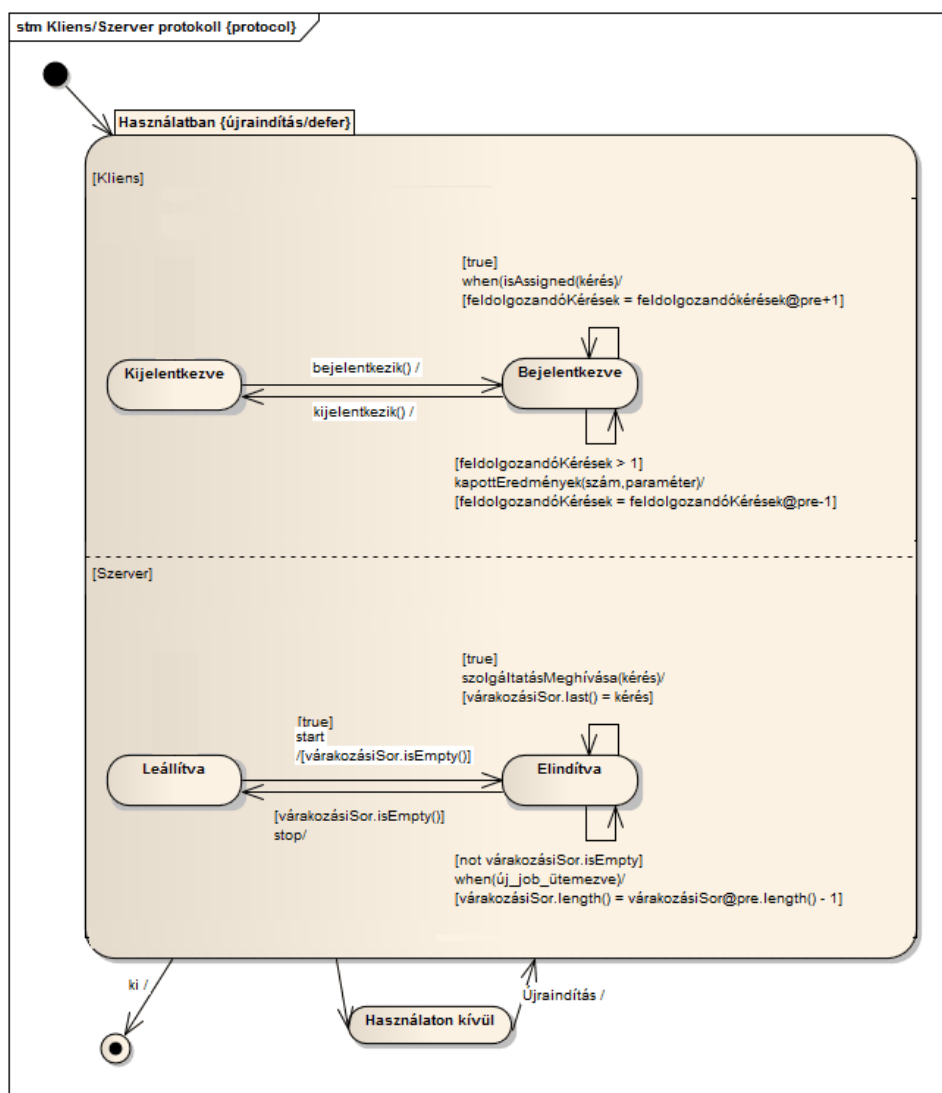 stm Kliens/Szerver protokoll {protocol}
Használatban {újraindítás/defer}
[Kliens]
[true]
when(isAssigned(kérés)/
[feldolgozandóKérések = feldolgozandókérések@pre+1]
Kijelentkezve
bejelentkezik() /
kijelentkezik() /
Bejelentkezve
[feldolgozandóKérések > 1]
kapottEredmények(szám,paraméter)/
[feldolgozandóKérések = feldolgozandóKérések@pre-1]
[Szerver]
[true]
szolgáltatásMeghívása(kérés)/
[várakozásiSor.last() = kérés]
[true]
start
/[várakozásiSor.isEmpty()]
Leállítva
Elindítva
[várakozásiSor.isEmpty()]
stop/
[not várakozásiSor.isEmpty]
when(új_job_ütemezve)/
[várakozásiSor.length() = várakozásiSor@pre.length() - 1]
ki /
Újraindítás /
Használaton kívül